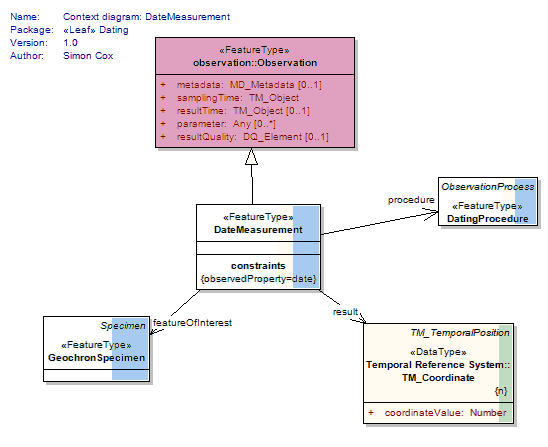 Name: Context diagram: DateMeasurement
Package: «Leaf» Dating
Version: 1.0
Author: Simon Cox
«FeatureType»
observation::Observation
+ metadata: MD_Metadata [0..1]
+ samplingTime: TM_Object
+ resultTime: TM_Object [0..1]
+ parameter: Any [0..*]
+ resultQuality: DQ_Element [0..1]
ObservationProcess
«FeatureType»
DatingProcedure
procedure
«FeatureType»
DateMeasurement
constraints
{observedProperty=date}
featureOfInterest
result
Specimen
«FeatureType»
GeochronSpecimen
TM_TemporalPosition
«DataType»
Temporal Reference System::
TM_Coordinate
{n}
+ coordinateValue: Number